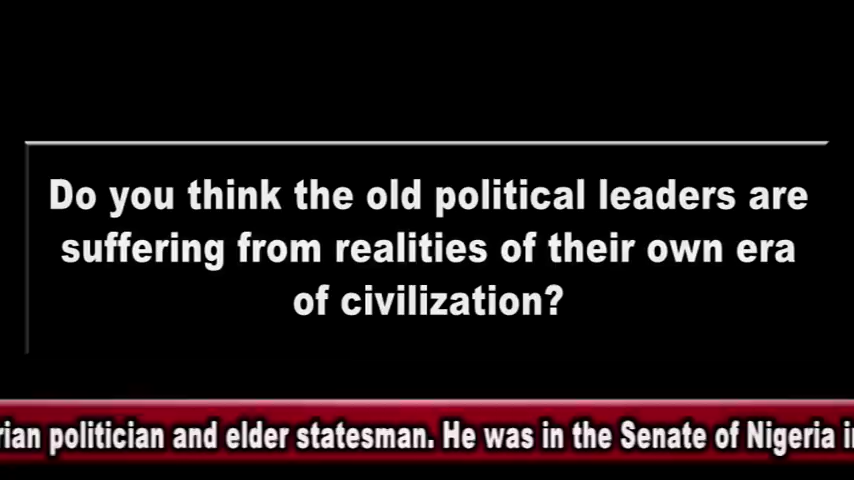 Do you think the old political leaders are
suffering from realities of their own era
of civilization?
politician and elder statesman. He was in the Senate of Nigeria